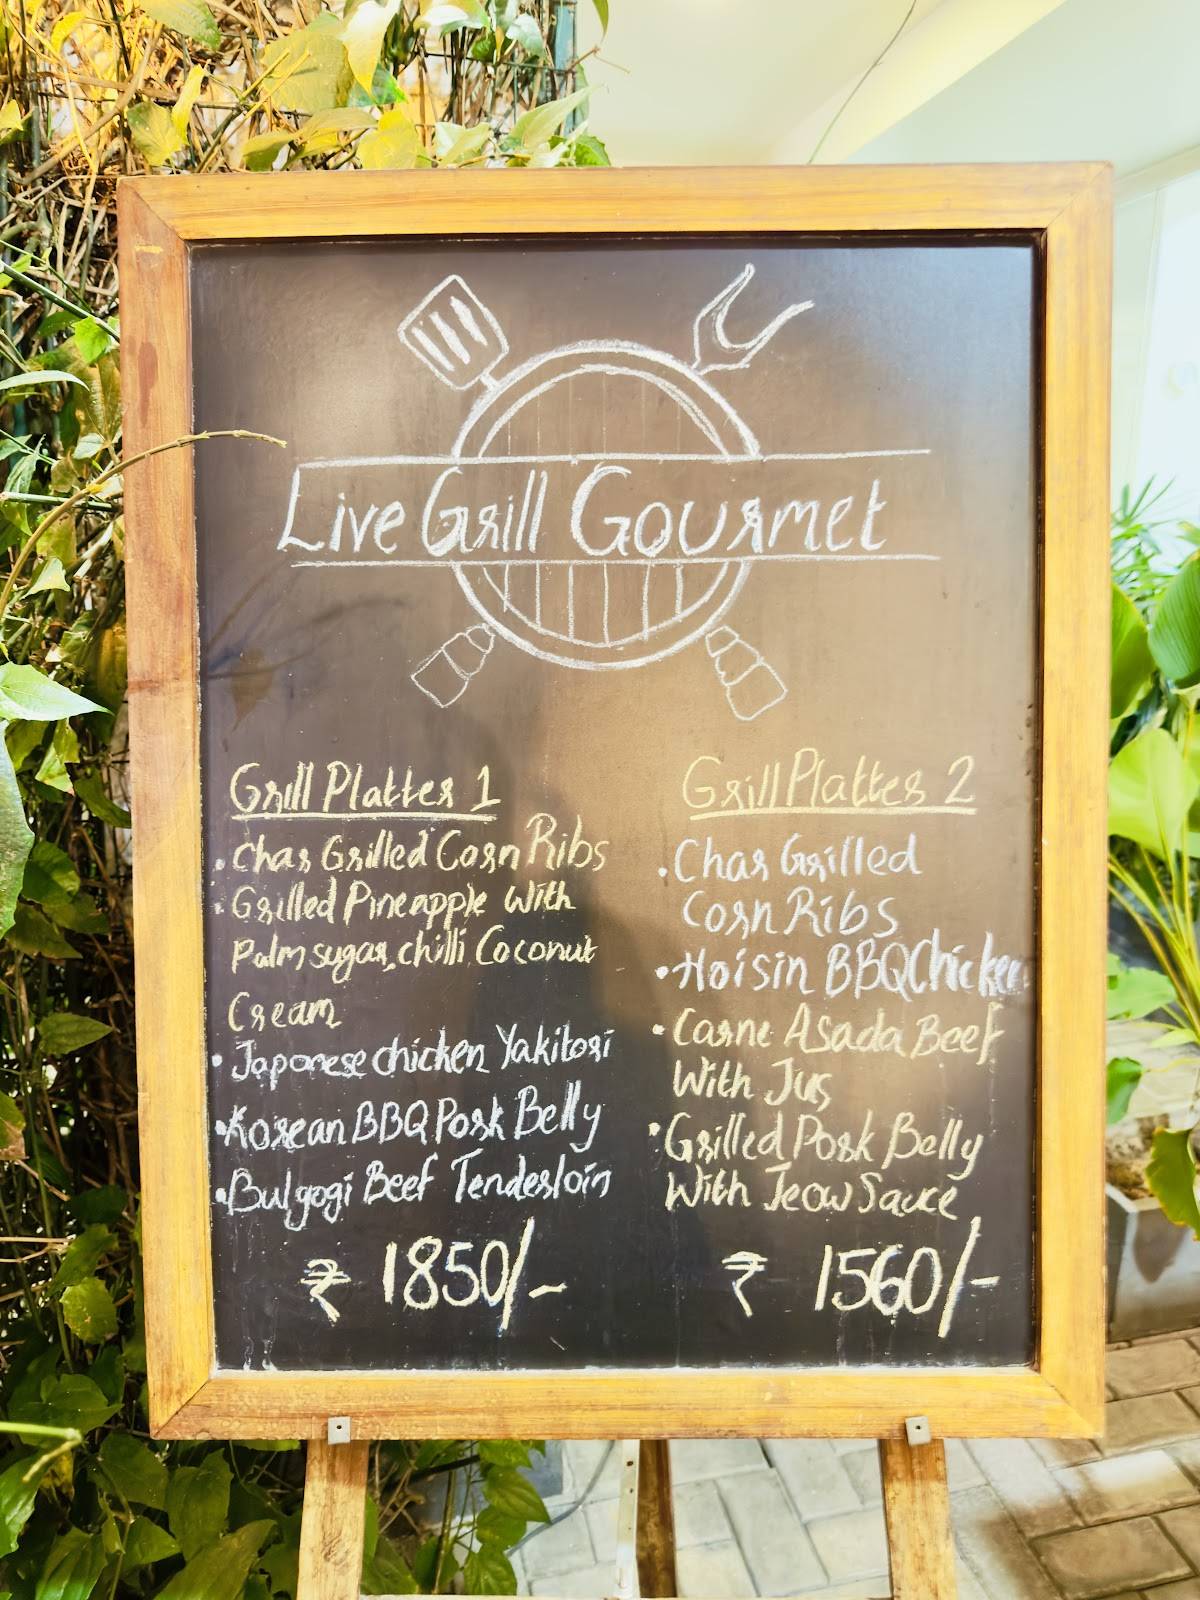 Live Grill Gourmet
Grill Platter 1
• Char Grilled Corn Ribs
• Grilled Pineapple With
Palm sugar, chilli Coconut
Cream
• Japanese chicken Yakitori
• Korean BBQ Pork Belly
• Bulgogi Beef Tenderloin
₹ 1850/-
Grill Platter 2
• Char Grilled
Corn Ribs
• Hoisin BBQ Chicken
• Carne Asada Beef
With Jus
• Grilled Pork Belly
With Jeow Sauce
₹ 1560/-